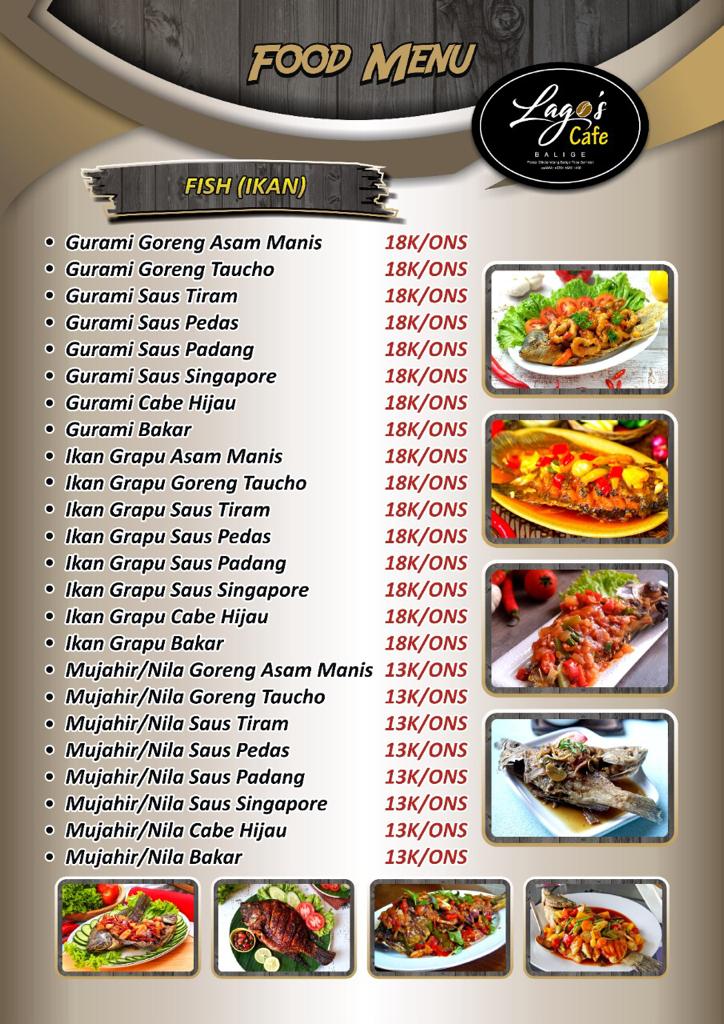 FOOD MENU
Lago's
Cafe
BALIGE
FISH (IKAN)
• Gurami Goreng Asam Manis 18K/ONS
• Gurami Goreng Taucho 18K/ONS
• Gurami Saus Tiram 18K/ONS
• Gurami Saus Pedas 18K/ONS
• Gurami Saus Padang 18K/ONS
• Gurami Saus Singapore 18K/ONS
• Gurami Cabe Hijau 18K/ONS
• Gurami Bakar 18K/ONS
• Ikan Grapu Asam Manis 18K/ONS
• Ikan Grapu Goreng Taucho 18K/ONS
• Ikan Grapu Saus Tiram 18K/ONS
• Ikan Grapu Saus Pedas 18K/ONS
• Ikan Grapu Saus Padang 18K/ONS
• Ikan Grapu Saus Singapore 18K/ONS
• Ikan Grapu Cabe Hijau 18K/ONS
• Ikan Grapu Bakar 18K/ONS
• Mujahir/Nila Goreng Asam Manis 13K/ONS
• Mujahir/Nila Goreng Taucho 13K/ONS
• Mujahir/Nila Saus Tiram 13K/ONS
• Mujahir/Nila Saus Pedas 13K/ONS
• Mujahir/Nila Saus Padang 13K/ONS
• Mujahir/Nila Saus Singapore 13K/ONS
• Mujahir/Nila Cabe Hijau 13K/ONS
• Mujahir/Nila Bakar 13K/ONS